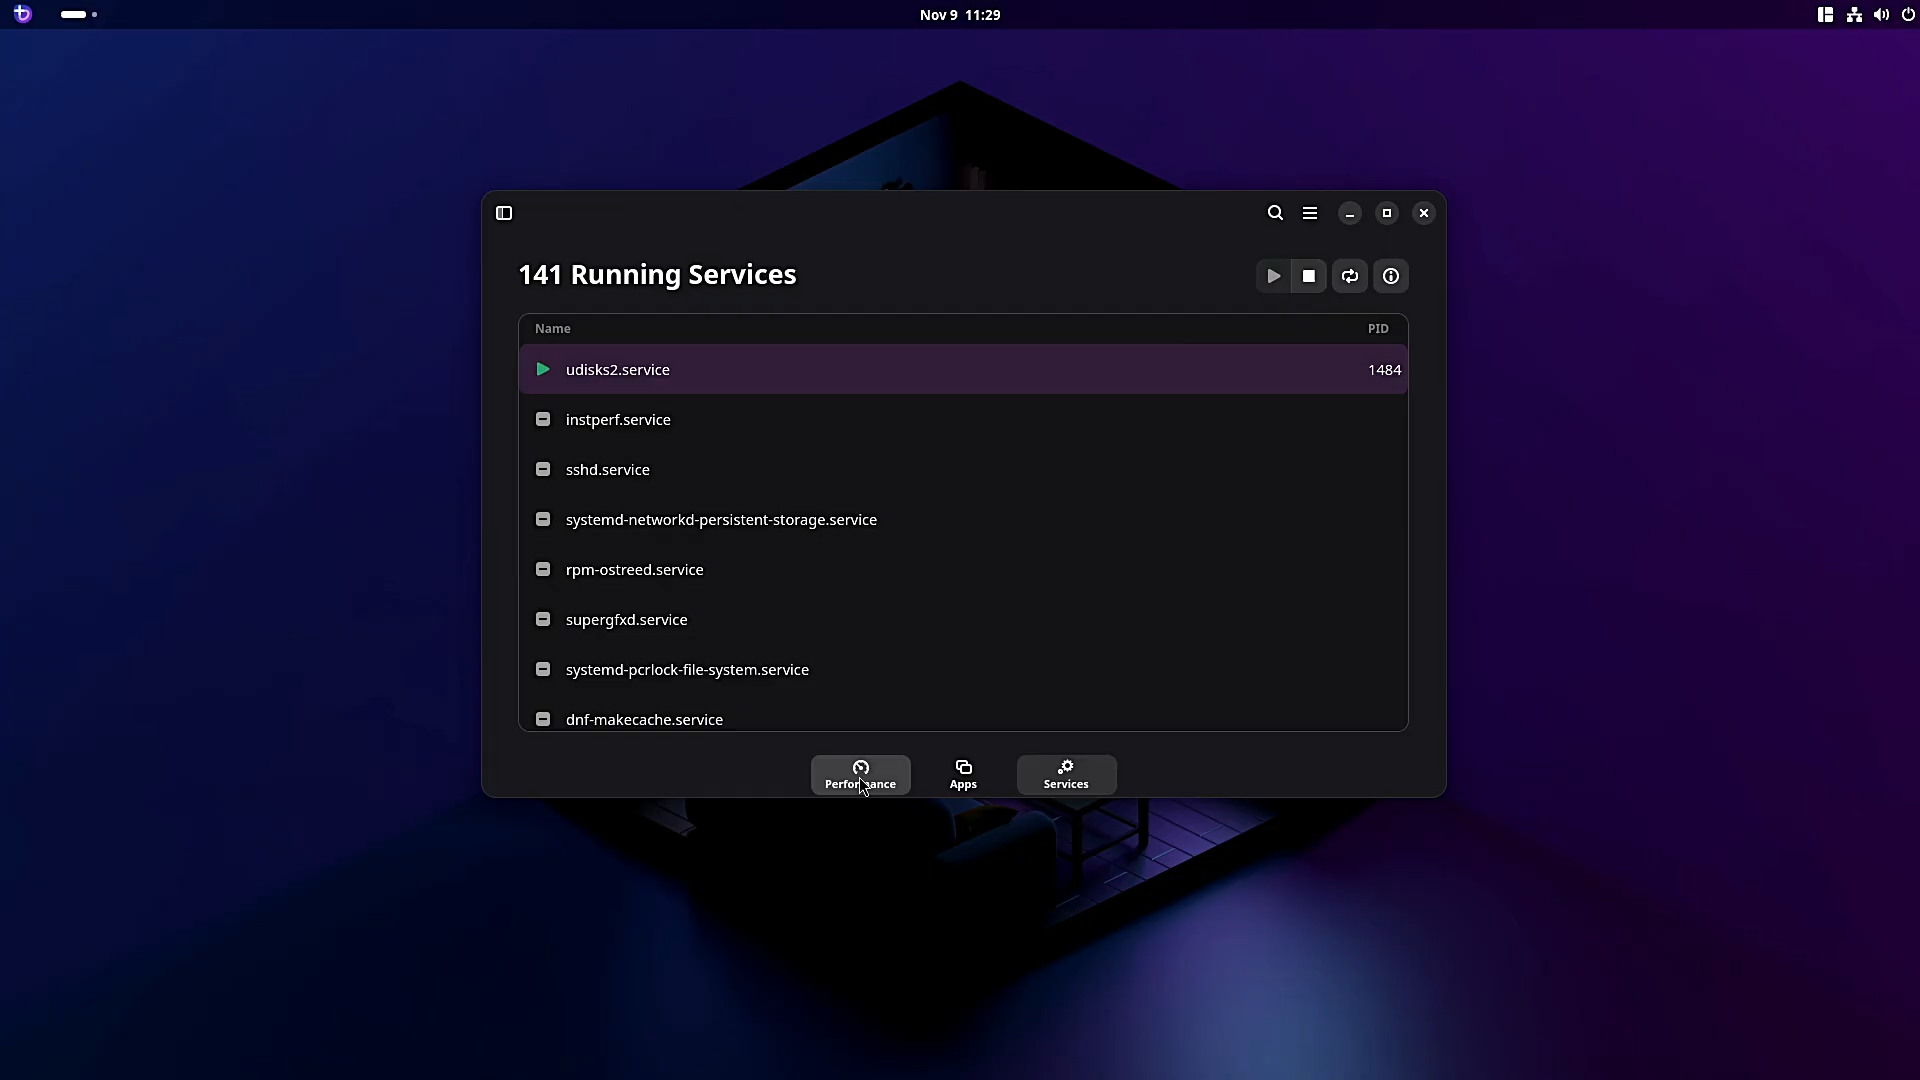 Nov 9 11:29
141 Running Services
Name PID
udisks2.service 1484
instperf.service
sshd.service
systemd-networkd-persistent-storage.service
rpm-ostreed.service
supergfxd.service
systemd-pcrlock-file-system.service
dnf-makecache.service
Performance Apps Services